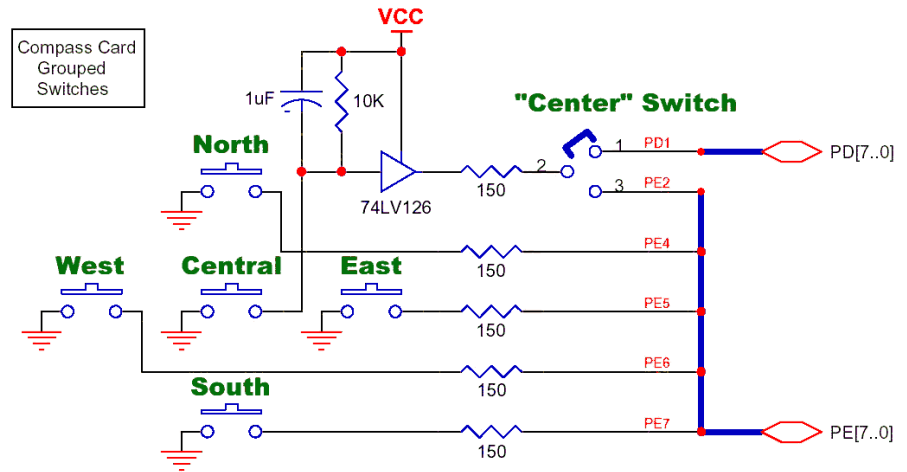 VCC
Compass Card
Grouped
Switches
1uF
10K
"Center" Switch
North
1
PD1
PD[7..0]
2
150
3
PE2
74LV126
PE4
150
West
Central
East
PE5
150
PE6
150
South
PE7
150
PE[7..0]